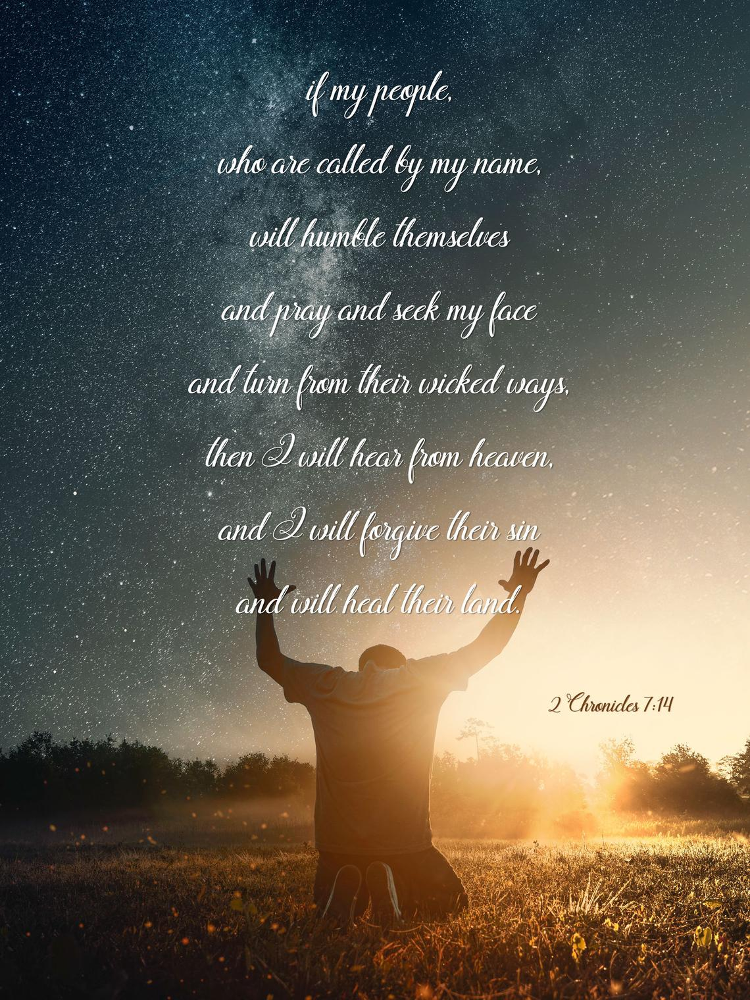 if my people,
who are called by my name,
will humble themselves
and pray and seek my face
and turn from their wicked ways,
then I will hear from heaven,
and I will forgive their sin
and will heal their land.
2 Chronicles 7:14